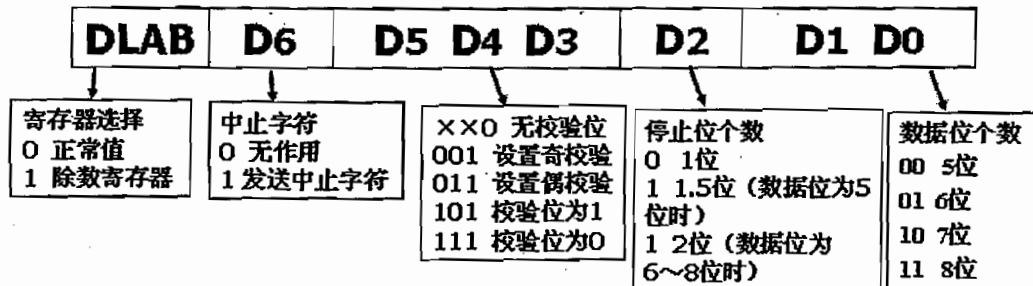 DLAB D6 D5 D4 D3 D2 D1 D0
寄存器选择
0 正常值
1 除数寄存器
中止字符
0 无作用
1 发送中止字符
××0 无校验位
001 设置奇校验
011 设置偶校验
101 校验位为1
111 校验位为0
停止位个数
0 1位
1 1.5位（数据位为5
位时）
1 2位（数据位为
6～8位时）
数据位个数
00 5位
01 6位
10 7位
11 8位